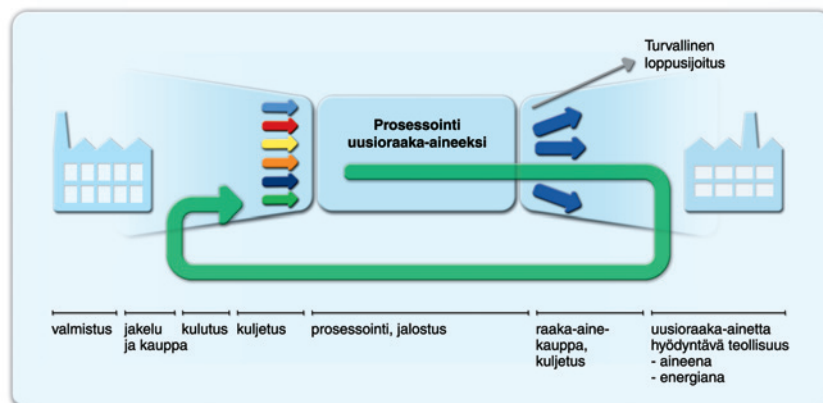 Turvallinen
loppusijoitus
Prosessointi
uusioraaka-aineeksi
valmistus
jakelu
ja kauppa
kulutus
kuljetus
prosessointi, jalostus
raaka-aine-
kauppa,
kuljetus
uusioraaka-ainetta
hyödyntävä teollisuus
- aineena
- energiana